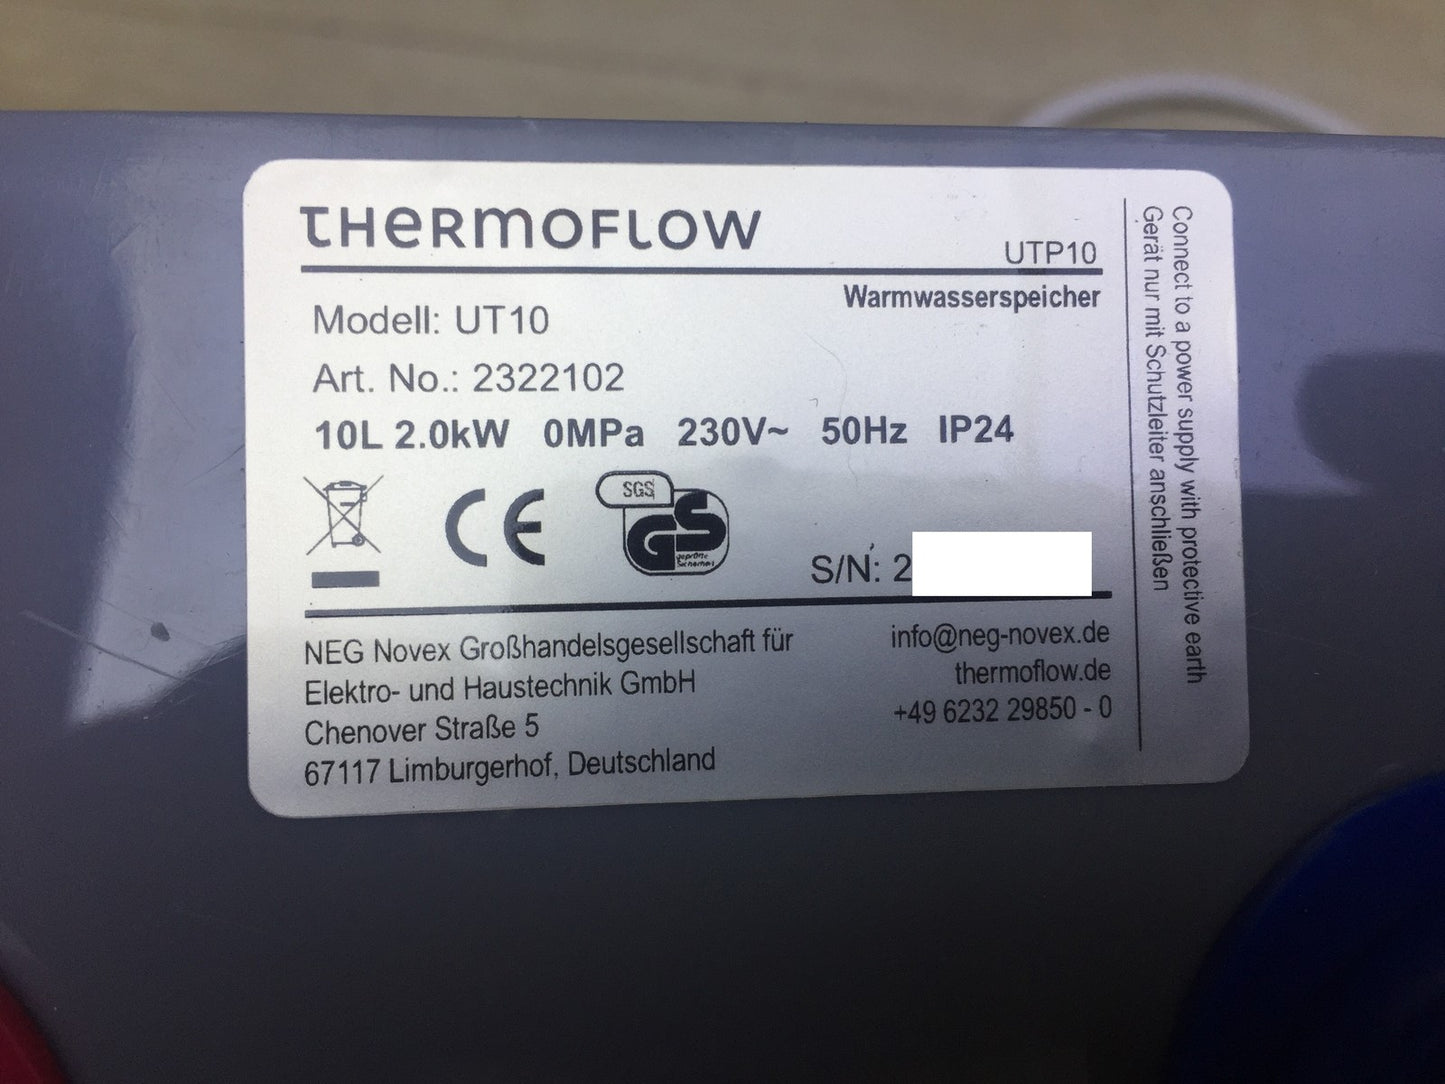 THERMOFLOW
UTP10
Modell: UT10
Warmwasserspeicher
Art. No.: 2322102
10L 2.0kW 0MPa 230V~ 50Hz IP24
CE
SGS
GS
geprüfte
Sicherheit
S/N: 2
NEG Novex Großhandelsgesellschaft für
Elektro- und Haustechnik GmbH
Chenover Straße 5
67117 Limburgerhof, Deutschland
info@neg-novex.de
thermoflow.de
+49 6232 29850 - 0
Connect to a power supply with protective earth
Gerät nur mit Schutzleiter anschließen